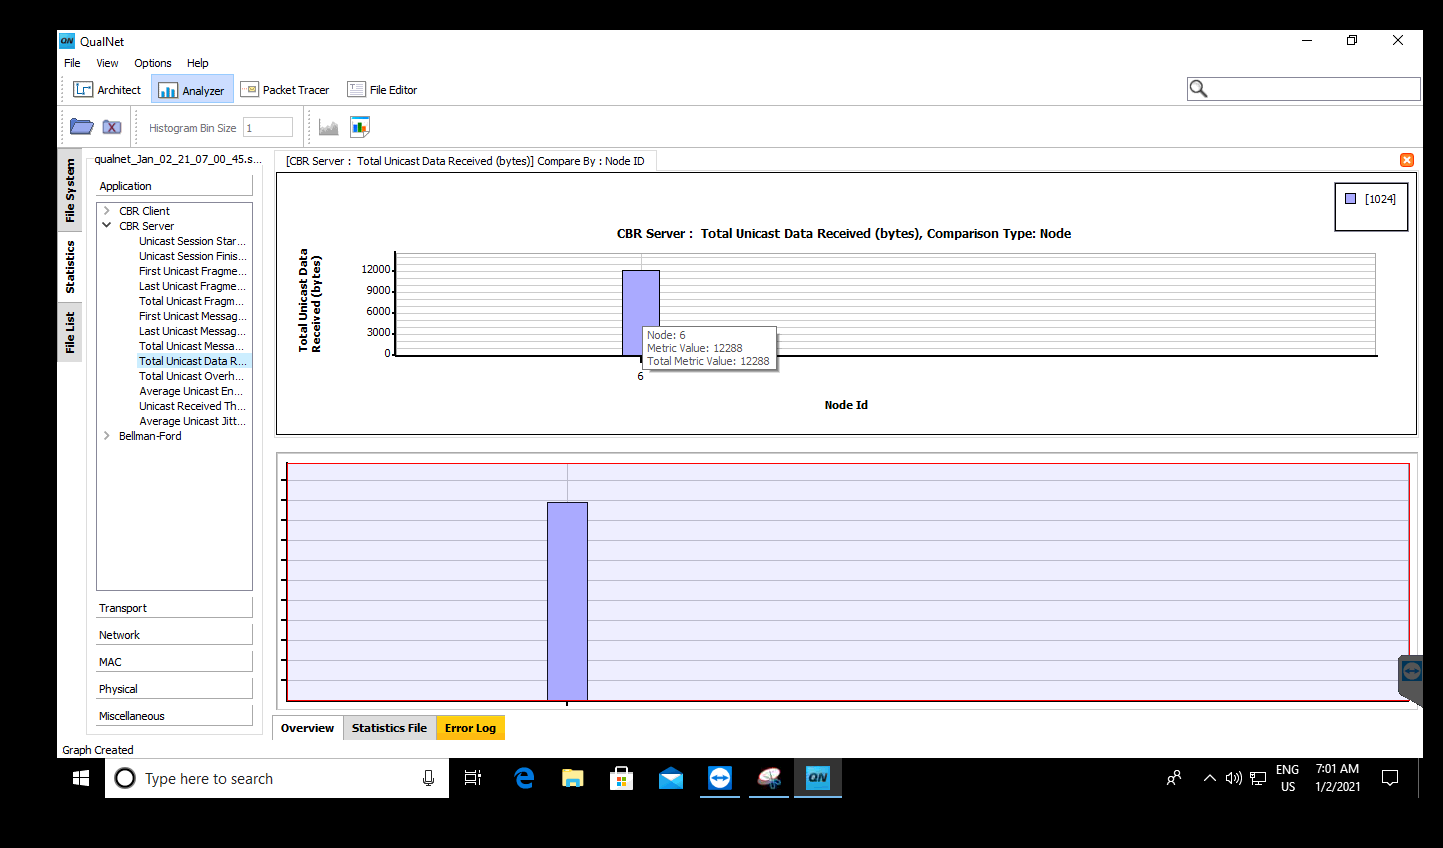 QN QualNet
File View Options Help
Architect Analyzer Packet Tracer File Editor
Histogram Bin Size 1
File System
Statistics
File List
qualnet_Jan_02_21_07_00_45.s...
Application
CBR Client
CBR Server
Unicast Session Star...
Unicast Session Finis...
First Unicast Fragme...
Last Unicast Fragme...
Total Unicast Fragm...
First Unicast Messag...
Last Unicast Messag...
Total Unicast Messa...
Total Unicast Data R...
Total Unicast Overh...
Average Unicast En...
Unicast Received Th...
Average Unicast Jitt...
Bellman-Ford
Transport
Network
MAC
Physical
Miscellaneous
[CBR Server : Total Unicast Data Received (bytes)] Compare By : Node ID
[1024]
CBR Server : Total Unicast Data Received (bytes), Comparison Type: Node
Total Unicast Data
Received (bytes)
12000
9000
6000
3000
0
Node: 6
Metric Value: 12288
Total Metric Value: 12288
6
Node Id
Overview Statistics File Error Log
Graph Created
Type here to search
QN
ENG
US
7:01 AM
1/2/2021